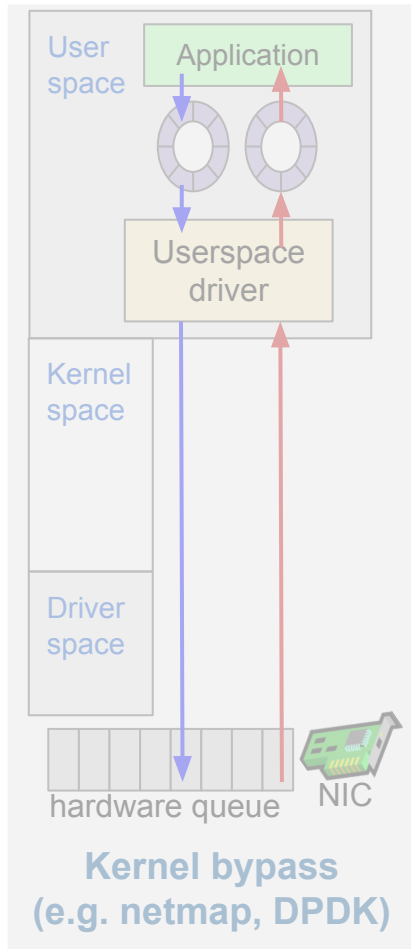 User
space
Application
Userspace
driver
Kernel
space
Driver
space
hardware queue
NIC
Kernel bypass
(e.g. netmap, DPDK)